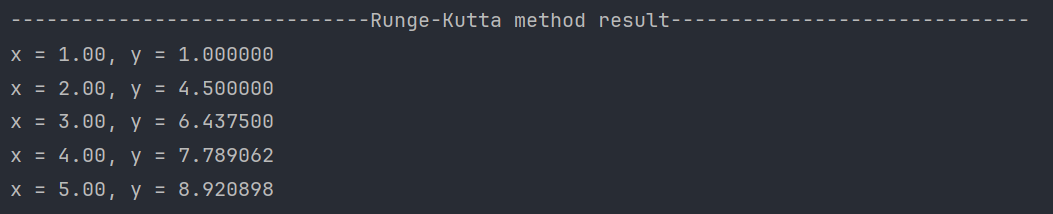 ------------------------------Runge-Kutta method result------------------------------
x = 1.00, y = 1.000000
x = 2.00, y = 4.500000
x = 3.00, y = 6.437500
x = 4.00, y = 7.789062
x = 5.00, y = 8.920898